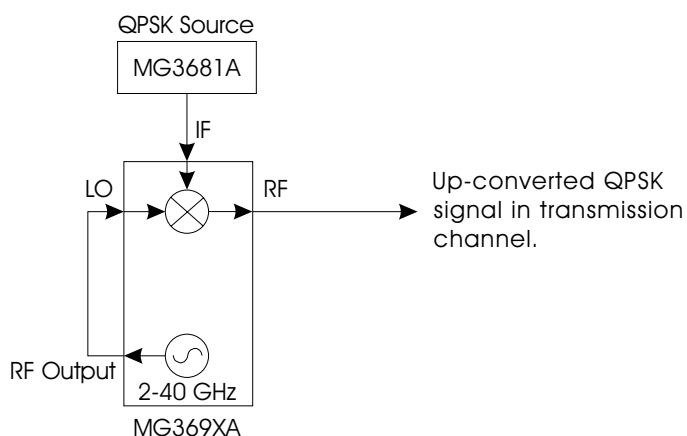 QPSK Source
MG3681A
IF
LO
RF
Up-converted QPSK
signal in transmission
channel.
RF Output
2-40 GHz
MG369XA